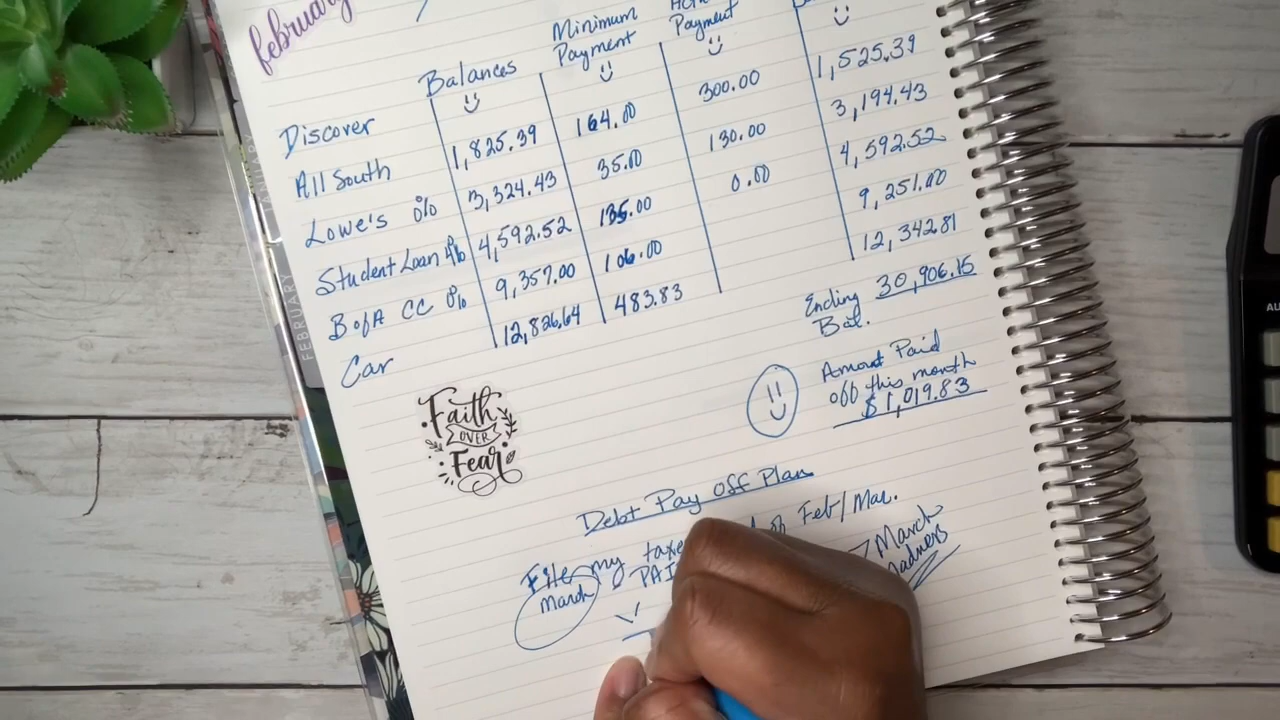 February
Minimum Payment
Payment
Balances
Discover 1,825.39 164.00 300.00 1,525.39
All South 3,324.43 35.00 130.00 3,194.43
Lowe's 0% 4,592.52 135.00 0.00 4,592.52
Student Loan 4% 9,357.00 106.00 9,251.00
B of A CC 0% 12,826.64 483.83 12,342.81
Car
Ending Bal. 30,906.15
Amount Paid
off this month
$1,019.83
Faith
OVER
Fear
Debt Pay Off Plan
File my of Feb/Mar.
March
March
FEBRUARY